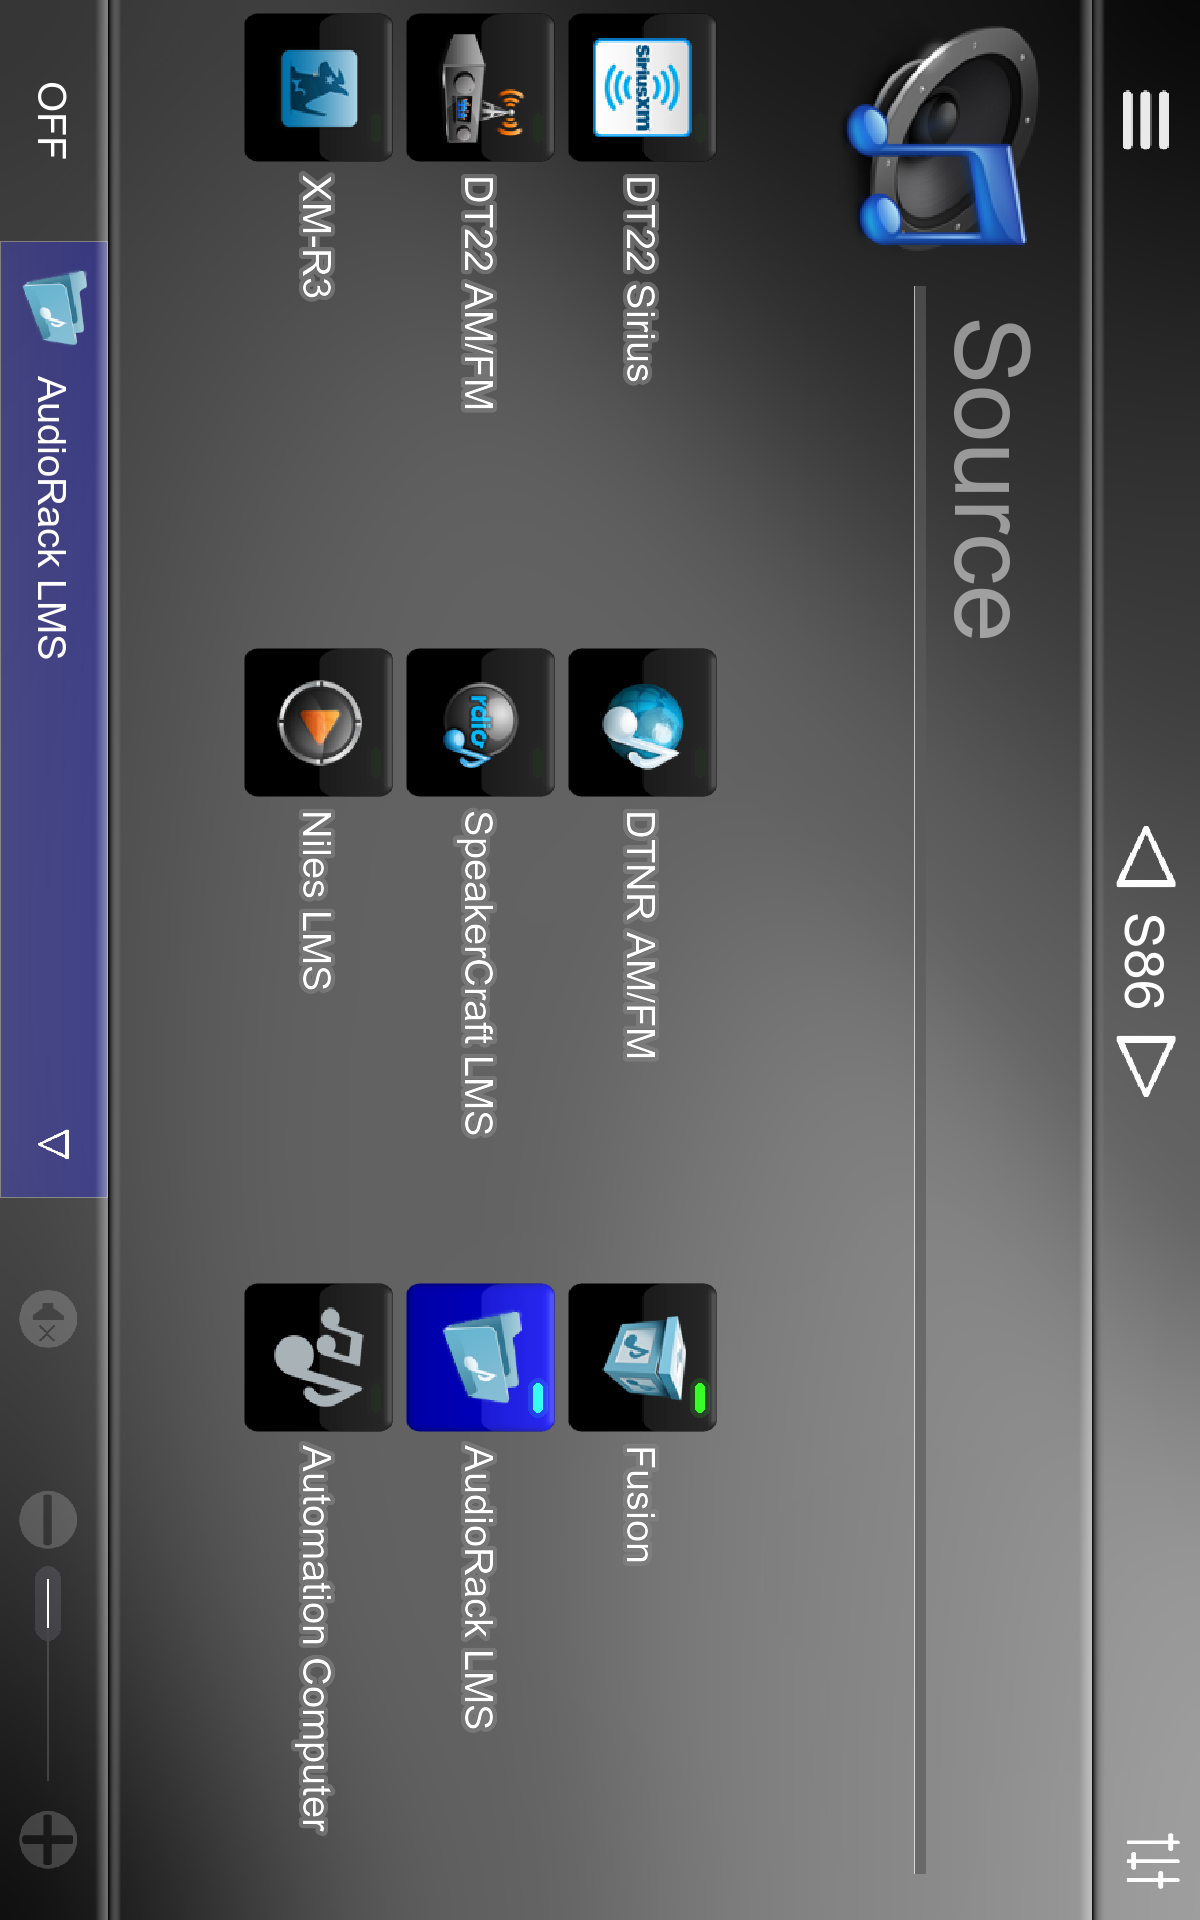 S86
Source
SiriusXm
DT22 Sirius
DTNR AM/FM
Fusion
DT22 AM/FM
rdio
SpeakerCraft LMS
AudioRack LMS
XM-R3
Niles LMS
Automation Computer
OFF
AudioRack LMS